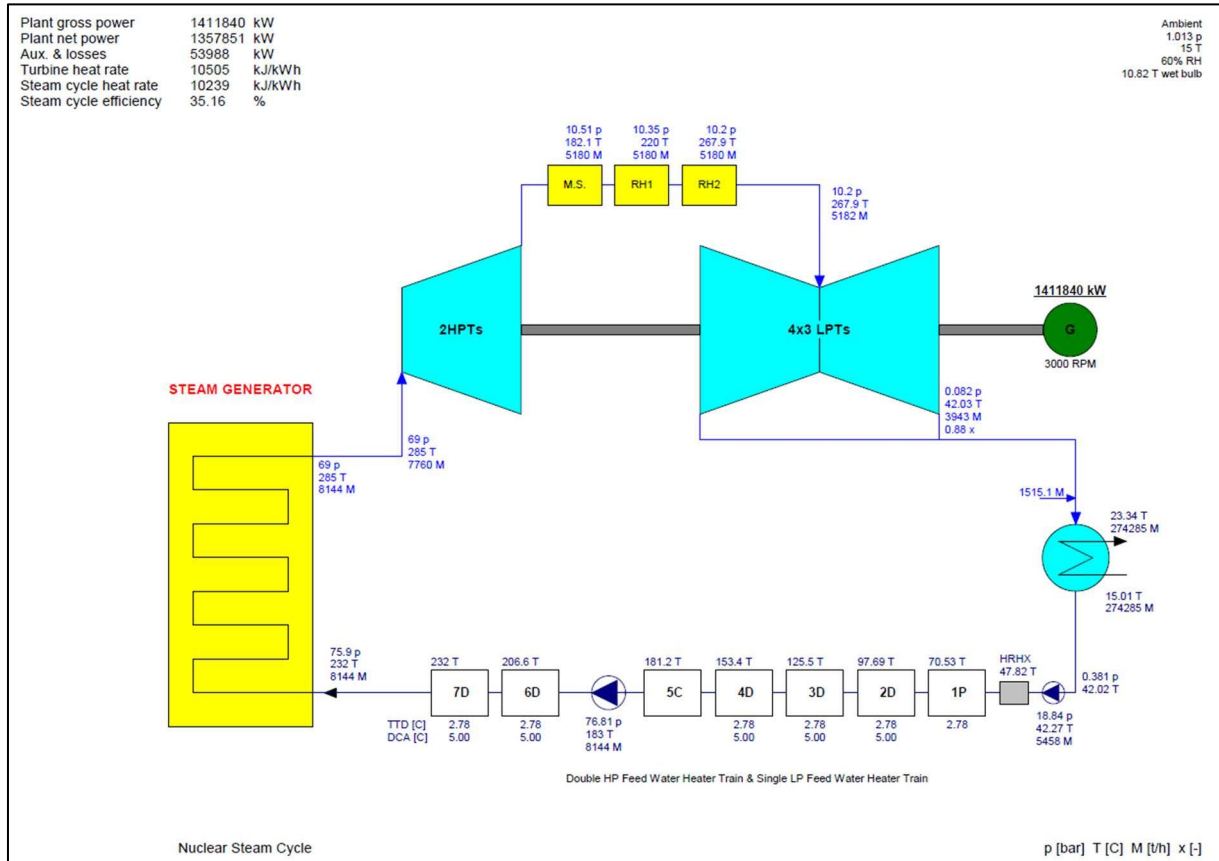 Plant gross power 1411840 kW
Plant net power 1357851 kW
Aux. & losses 53988 kW
Turbine heat rate 10505 kJ/kWh
Steam cycle heat rate 10239 kJ/kWh
Steam cycle efficiency 35.16 %
Ambient
1.013 p
15 T
60% RH
10.82 T wet bulb
10.51 p
182.1 T
5180 M
10.35 p
220 T
5180 M
10.2 p
267.9 T
5180 M
M.S.
RH1
RH2
10.2 p
267.9 T
5182 M
2HPTs
4x3 LPTs
1411840 kW
G
3000 RPM
STEAM GENERATOR
69 p
285 T
8144 M
69 p
285 T
7760 M
0.082 p
42.03 T
3943 M
0.88 x
1515.1 M
23.34 T
274285 M
15.01 T
274285 M
0.381 p
42.02 T
75.9 p
232 T
8144 M
232 T
206.6 T
181.2 T
153.4 T
125.5 T
97.69 T
70.53 T
HRHX
47.82 T
7D
6D
5C
4D
3D
2D
1P
TTD [C] 2.78 2.78 2.78 2.78 2.78 2.78
DCA [C] 5.00 5.00 5.00 5.00 5.00
76.81 p
183 T
8144 M
18.84 p
42.27 T
5458 M
Double HP Feed Water Heater Train & Single LP Feed Water Heater Train
Nuclear Steam Cycle
p [bar] T [C] M [t/h] x [-]